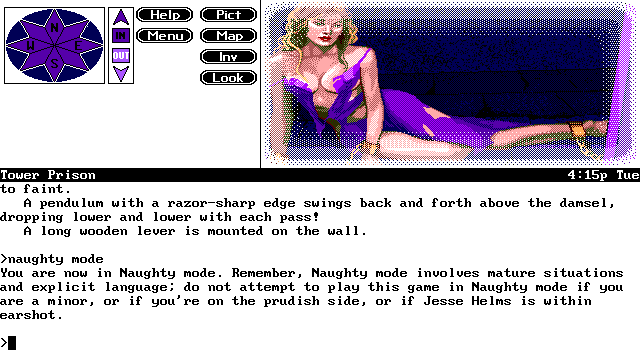 N
W E
S
IN
OUT
Help
Menu
Pict
Map
Inv
Look
Tower Prison 4:15p Tue
to faint.
A pendulum with a razor-sharp edge swings back and forth above the damsel,
dropping lower and lower with each pass!
A long wooden lever is mounted on the wall.
>naughty mode
You are now in Naughty mode. Remember, Naughty mode involves mature situations
and explicit language; do not attempt to play this game in Naughty mode if you
are a minor, or if you're on the prudish side, or if Jesse Helms is within
earshot.
>